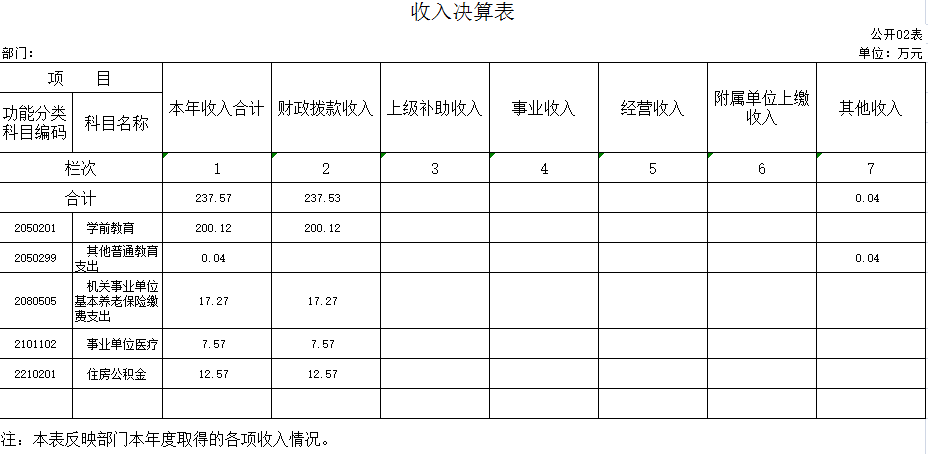 收入决算表
公开02表
部门：
单位：万元
项 目
本年收入合计
财政拨款收入
上级补助收入
事业收入
经营收入
附属单位上缴
收入
其他收入
功能分类
科目编码
科目名称
栏次 1 2 3 4 5 6 7
合计 237.57 237.53 0.04
2050201 学前教育 200.12 200.12
2050299 其他普通教育
支出 0.04 0.04
2080505 机关事业单位
基本养老保险缴
费支出 17.27 17.27
2101102 事业单位医疗 7.57 7.57
2210201 住房公积金 12.57 12.57
注：本表反映部门本年度取得的各项收入情况。